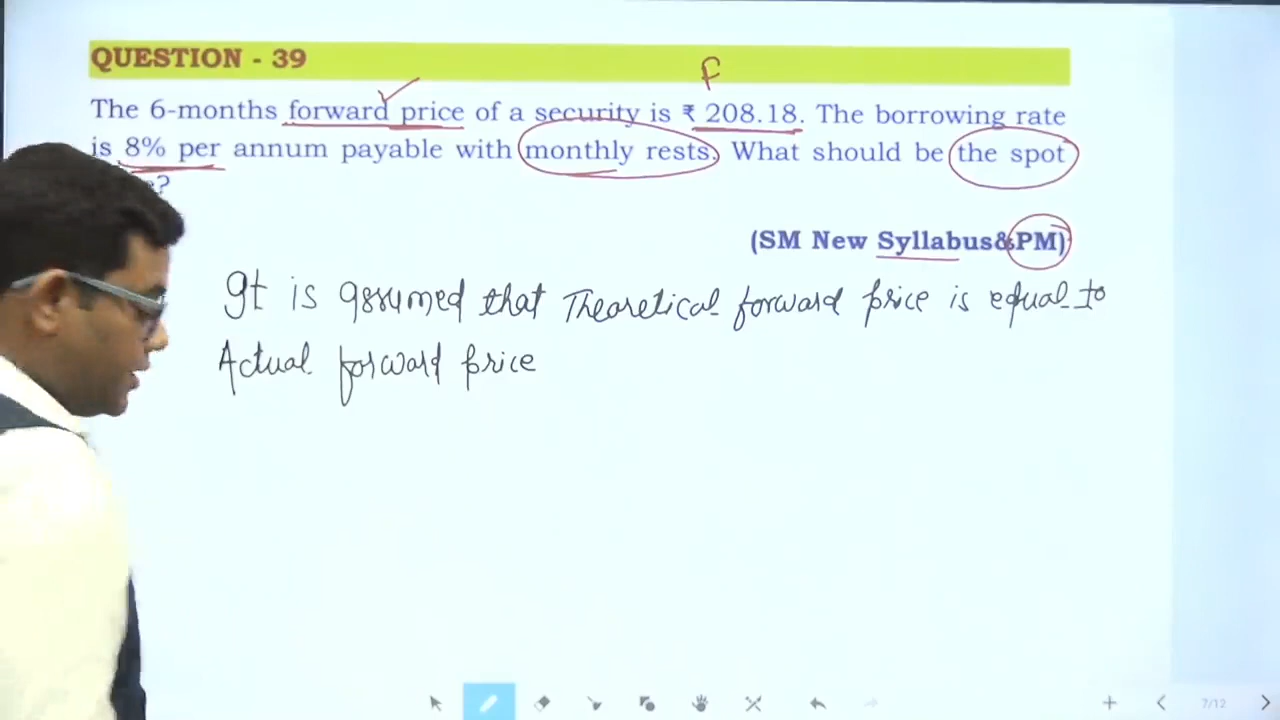 QUESTION - 39
F
The 6-months forward price of a security is ₹ 208.18. The borrowing rate
is 8% per annum payable with monthly rests. What should be the spot
?
(SM New Syllabus&PM)
It is assumed that Theoretical forward price is equal to
Actual forward price
7/12